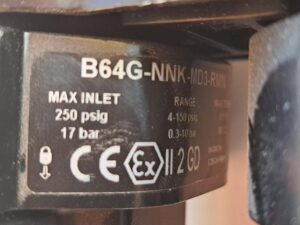 B64G-NNK-MD3-RMN
MAX INLET RANGE
250 psig 4-150 psig
17 bar 0.3-10 bar
CE Ex II 2 GD